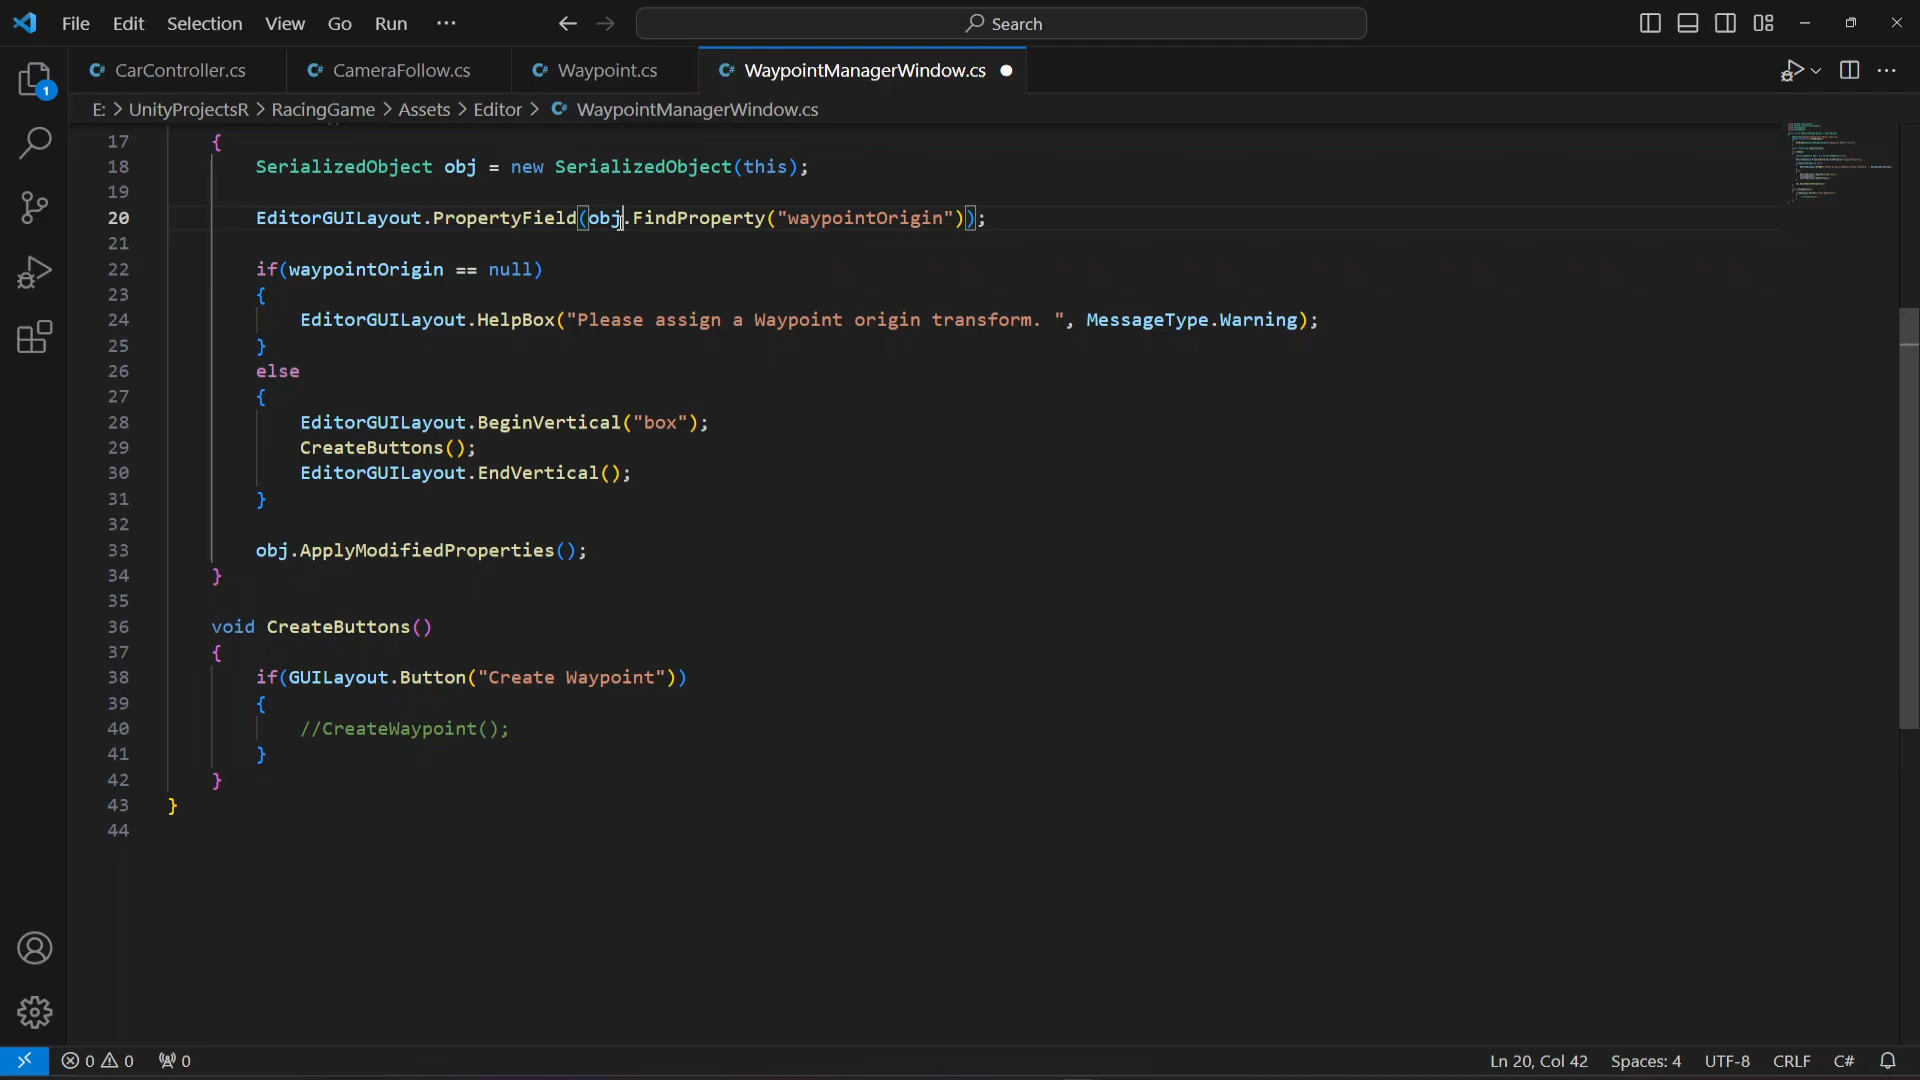 File Edit Selection View Go Run ··· Search
CarController.cs CameraFollow.cs Waypoint.cs WaypointManagerWindow.cs
1
E: > UnityProjectsR > RacingGame > Assets > Editor > WaypointManagerWindow.cs
17 {
18 SerializedObject obj = new SerializedObject(this);
19
20 EditorGUILayout.PropertyField(obj.FindProperty("waypointOrigin"));
21
22 if(waypointOrigin == null)
23 {
24 EditorGUILayout.HelpBox("Please assign a Waypoint origin transform. ", MessageType.Warning);
25 }
26 else
27 {
28 EditorGUILayout.BeginVertical("box");
29 CreateButtons();
30 EditorGUILayout.EndVertical();
31 }
32
33 obj.ApplyModifiedProperties();
34 }
35
36 void CreateButtons()
37 {
38 if(GUILayout.Button("Create Waypoint"))
39 {
40 //CreateWaypoint();
41 }
42 }
43 }
44
0 0 0 Ln 20, Col 42 Spaces: 4 UTF-8 CRLF C#